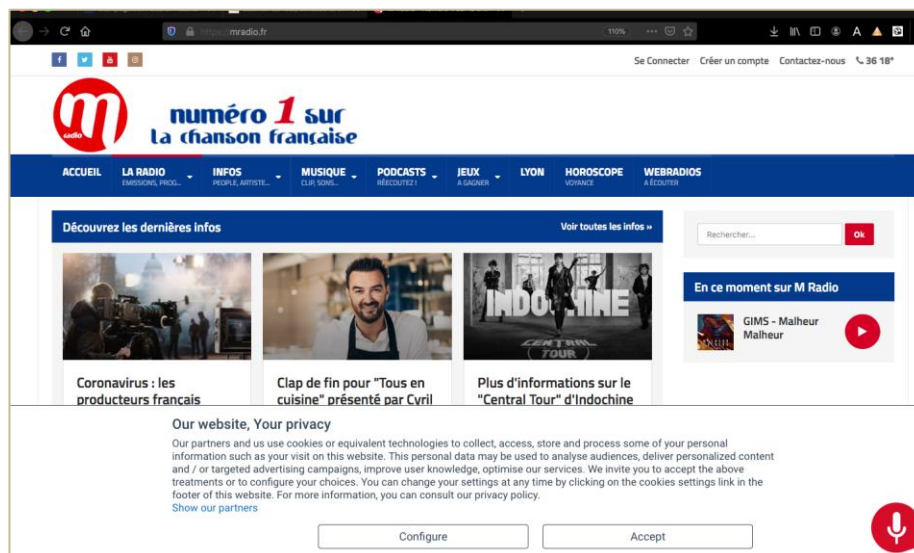 https://mradio.fr
110%
Se Connecter Créer un compte Contactez-nous 36 18*
m
radio
numéro 1 sur
La chanson française
ACCUEIL LA RADIO INFOS MUSIQUE PODCASTS JEUX LYON HOROSCOPE WEBRADIOS
EMISSIONS, PROG... PEOPLE, ARTISTE... CLIP, SONS... RÉECOUTEZ ! A GAGNER VOYANCE A ÉCOUTER
Découvrez les dernières infos Voir toutes les infos »
Rechercher... Ok
En ce moment sur M Radio
GIMS - Malheur
Malheur
INDOCHINE
CENTRAL
TOUR
Coronavirus : les
producteurs français
Clap de fin pour "Tous en
cuisine" présenté par Cyril
Plus d'informations sur le
"Central Tour" d'Indochine
Our website, Your privacy
Our partners and us use cookies or equivalent technologies to collect, access, store and process some of your personal
information such as your visit on this website. This personal data may be used to analyse audiences, deliver personalized content
and / or targeted advertising campaigns, improve user knowledge, optimise our services. We invite you to accept the above
treatments or to configure your choices. You can change your settings at any time by clicking on the cookies settings link in the
footer of this website. For more information, you can consult our privacy policy.
Show our partners
Configure Accept